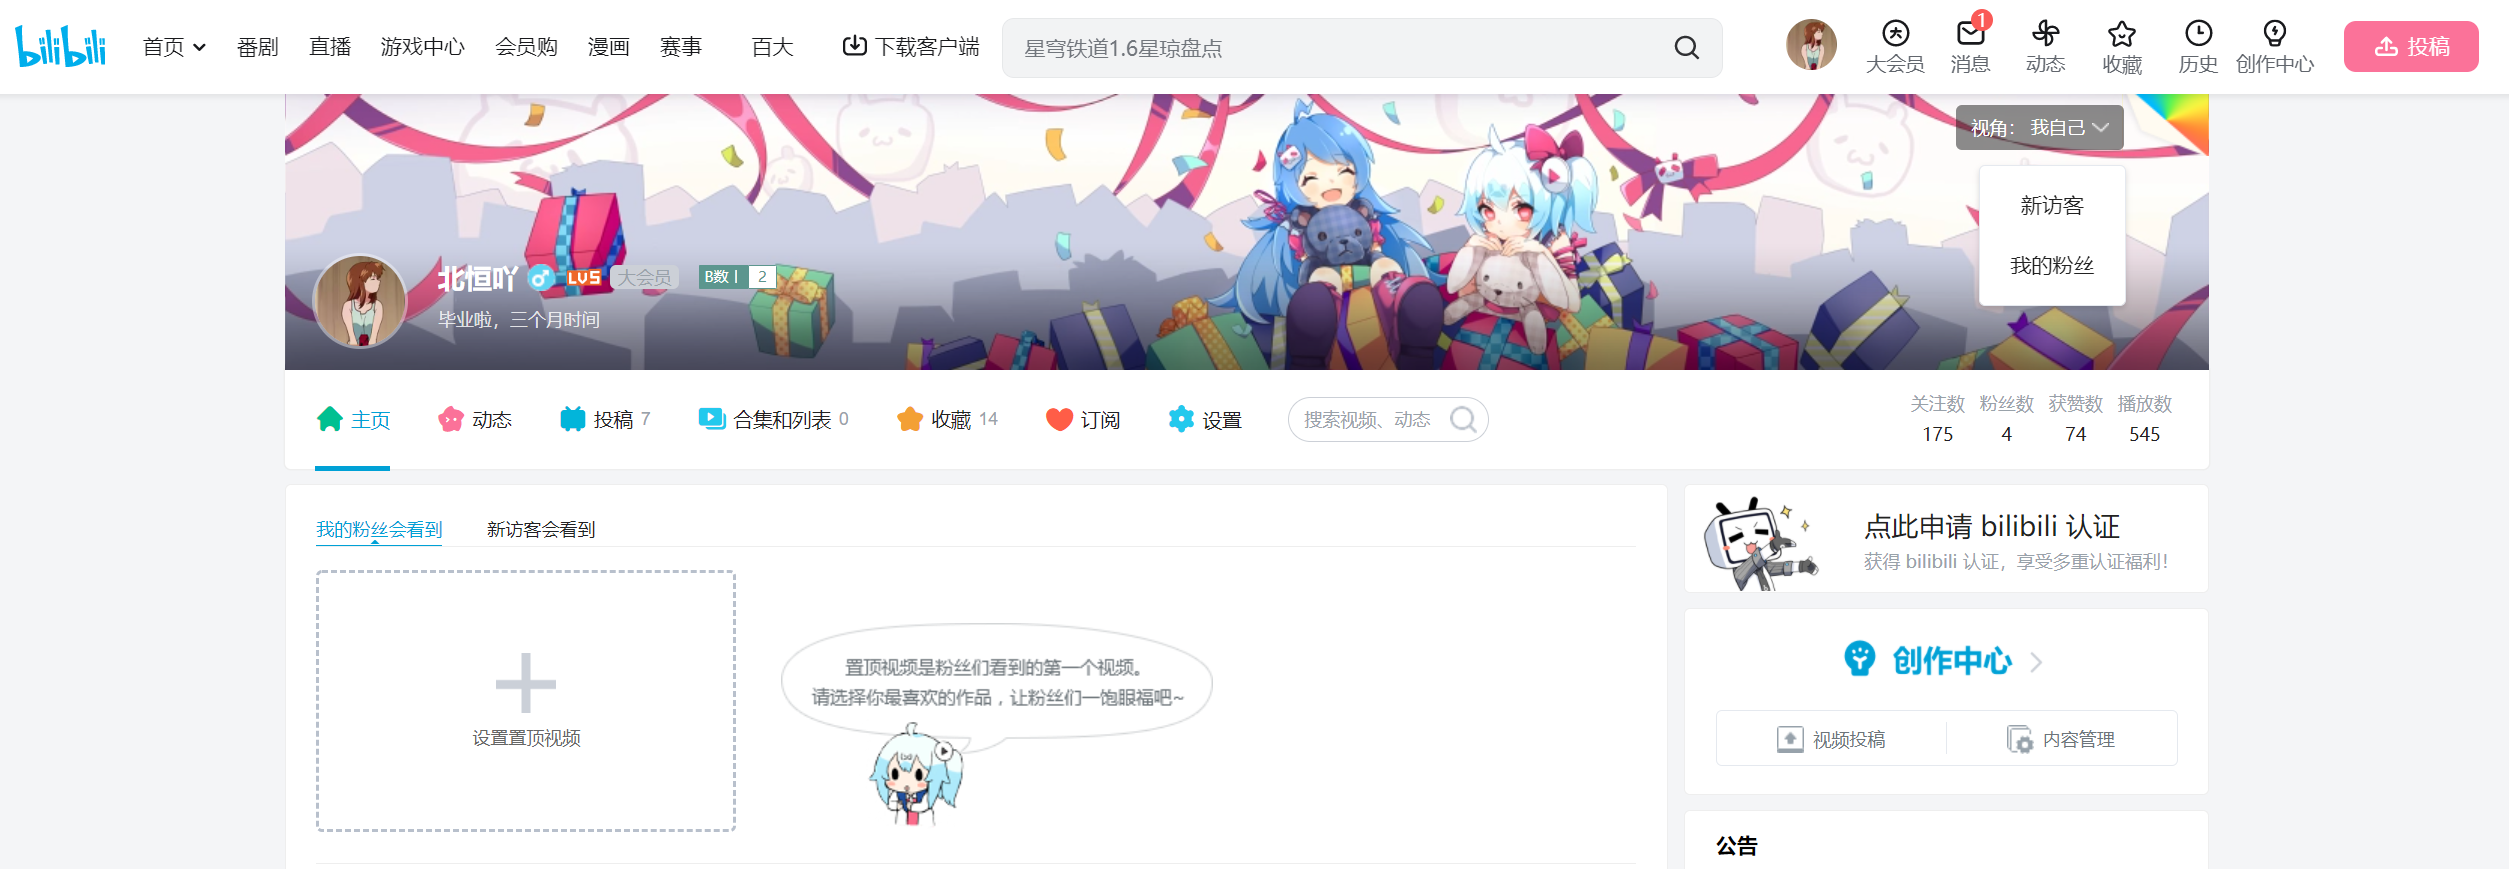 bilibili 首页 番剧 直播 游戏中心 会员购 漫画 赛事 百大 下载客户端 星穹铁道1.6星琼盘点 大会员 消息 1 动态 收藏 历史 创作中心 投稿
视角： 我自己
新访客
我的粉丝
北恒吖 LV5 大会员 B数 | 2
毕业啦，三个月时间
主页 动态 投稿 7 合集和列表 0 收藏 14 订阅 设置 搜索视频、动态
关注数 粉丝数 获赞数 播放数
175 4 74 545
我的粉丝会看到 新访客会看到
设置置顶视频
置顶视频是粉丝们看到的第一个视频。
请选择你最喜欢的作品，让粉丝们一饱眼福吧~
点此申请 bilibili 认证
获得 bilibili 认证，享受多重认证福利！
创作中心
视频投稿 内容管理
公告